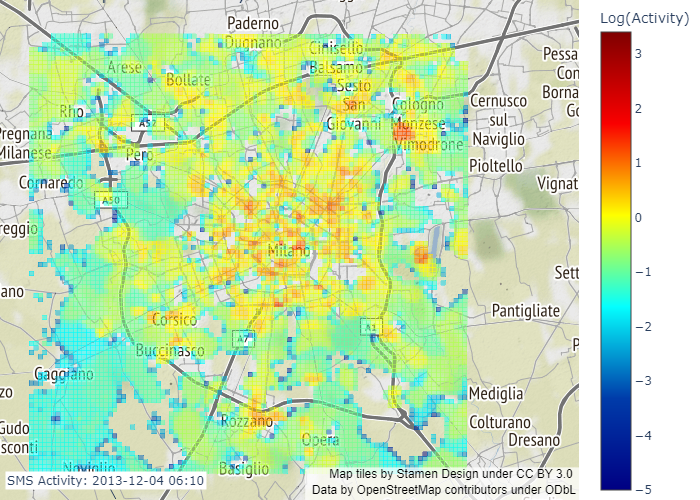 Log(Activity)
Paderno
Dugnano
Cinisello
Balsamo
Arese
Bollate
Sesto
San
Giovanni
Cologno
Monzese
Vimodrone
Cernusco
sul
Naviglio
Pioltello
Pessa
Con
Borna
Go
Rho
A52
Pregnana
Milanese
Pero
Cornaredo
A50
Vignat
reggio
Milano
Sett
ano
Pantigliate
Corsico
A7
A1
Buccinasco
P
Gaggiano
zo
Mediglia
Rozzano
Colturano
Gudo
sconti
Opera
Dresano
Noviglio
Basiglio
3
2
1
0
−1
−2
−3
−4
−5
SMS Activity: 2013-12-04 06:10
Map tiles by Stamen Design under CC BY 3.0
Data by OpenStreetMap contributors under ODbL